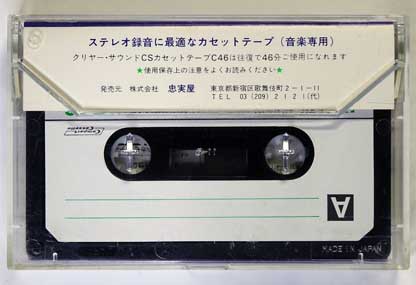 ステレオ録音に最適なカセットテープ(音楽専用)
クリヤー・サウンドCSカセットテープC46は往復で46分ご使用になれます
★使用保存上の注意をよくお読みください★
発売元 株式会社 忠実屋 東京都新宿区歌舞伎町2-1-11
TEL 03(209)2121(代)
A
MADE IN JAPAN